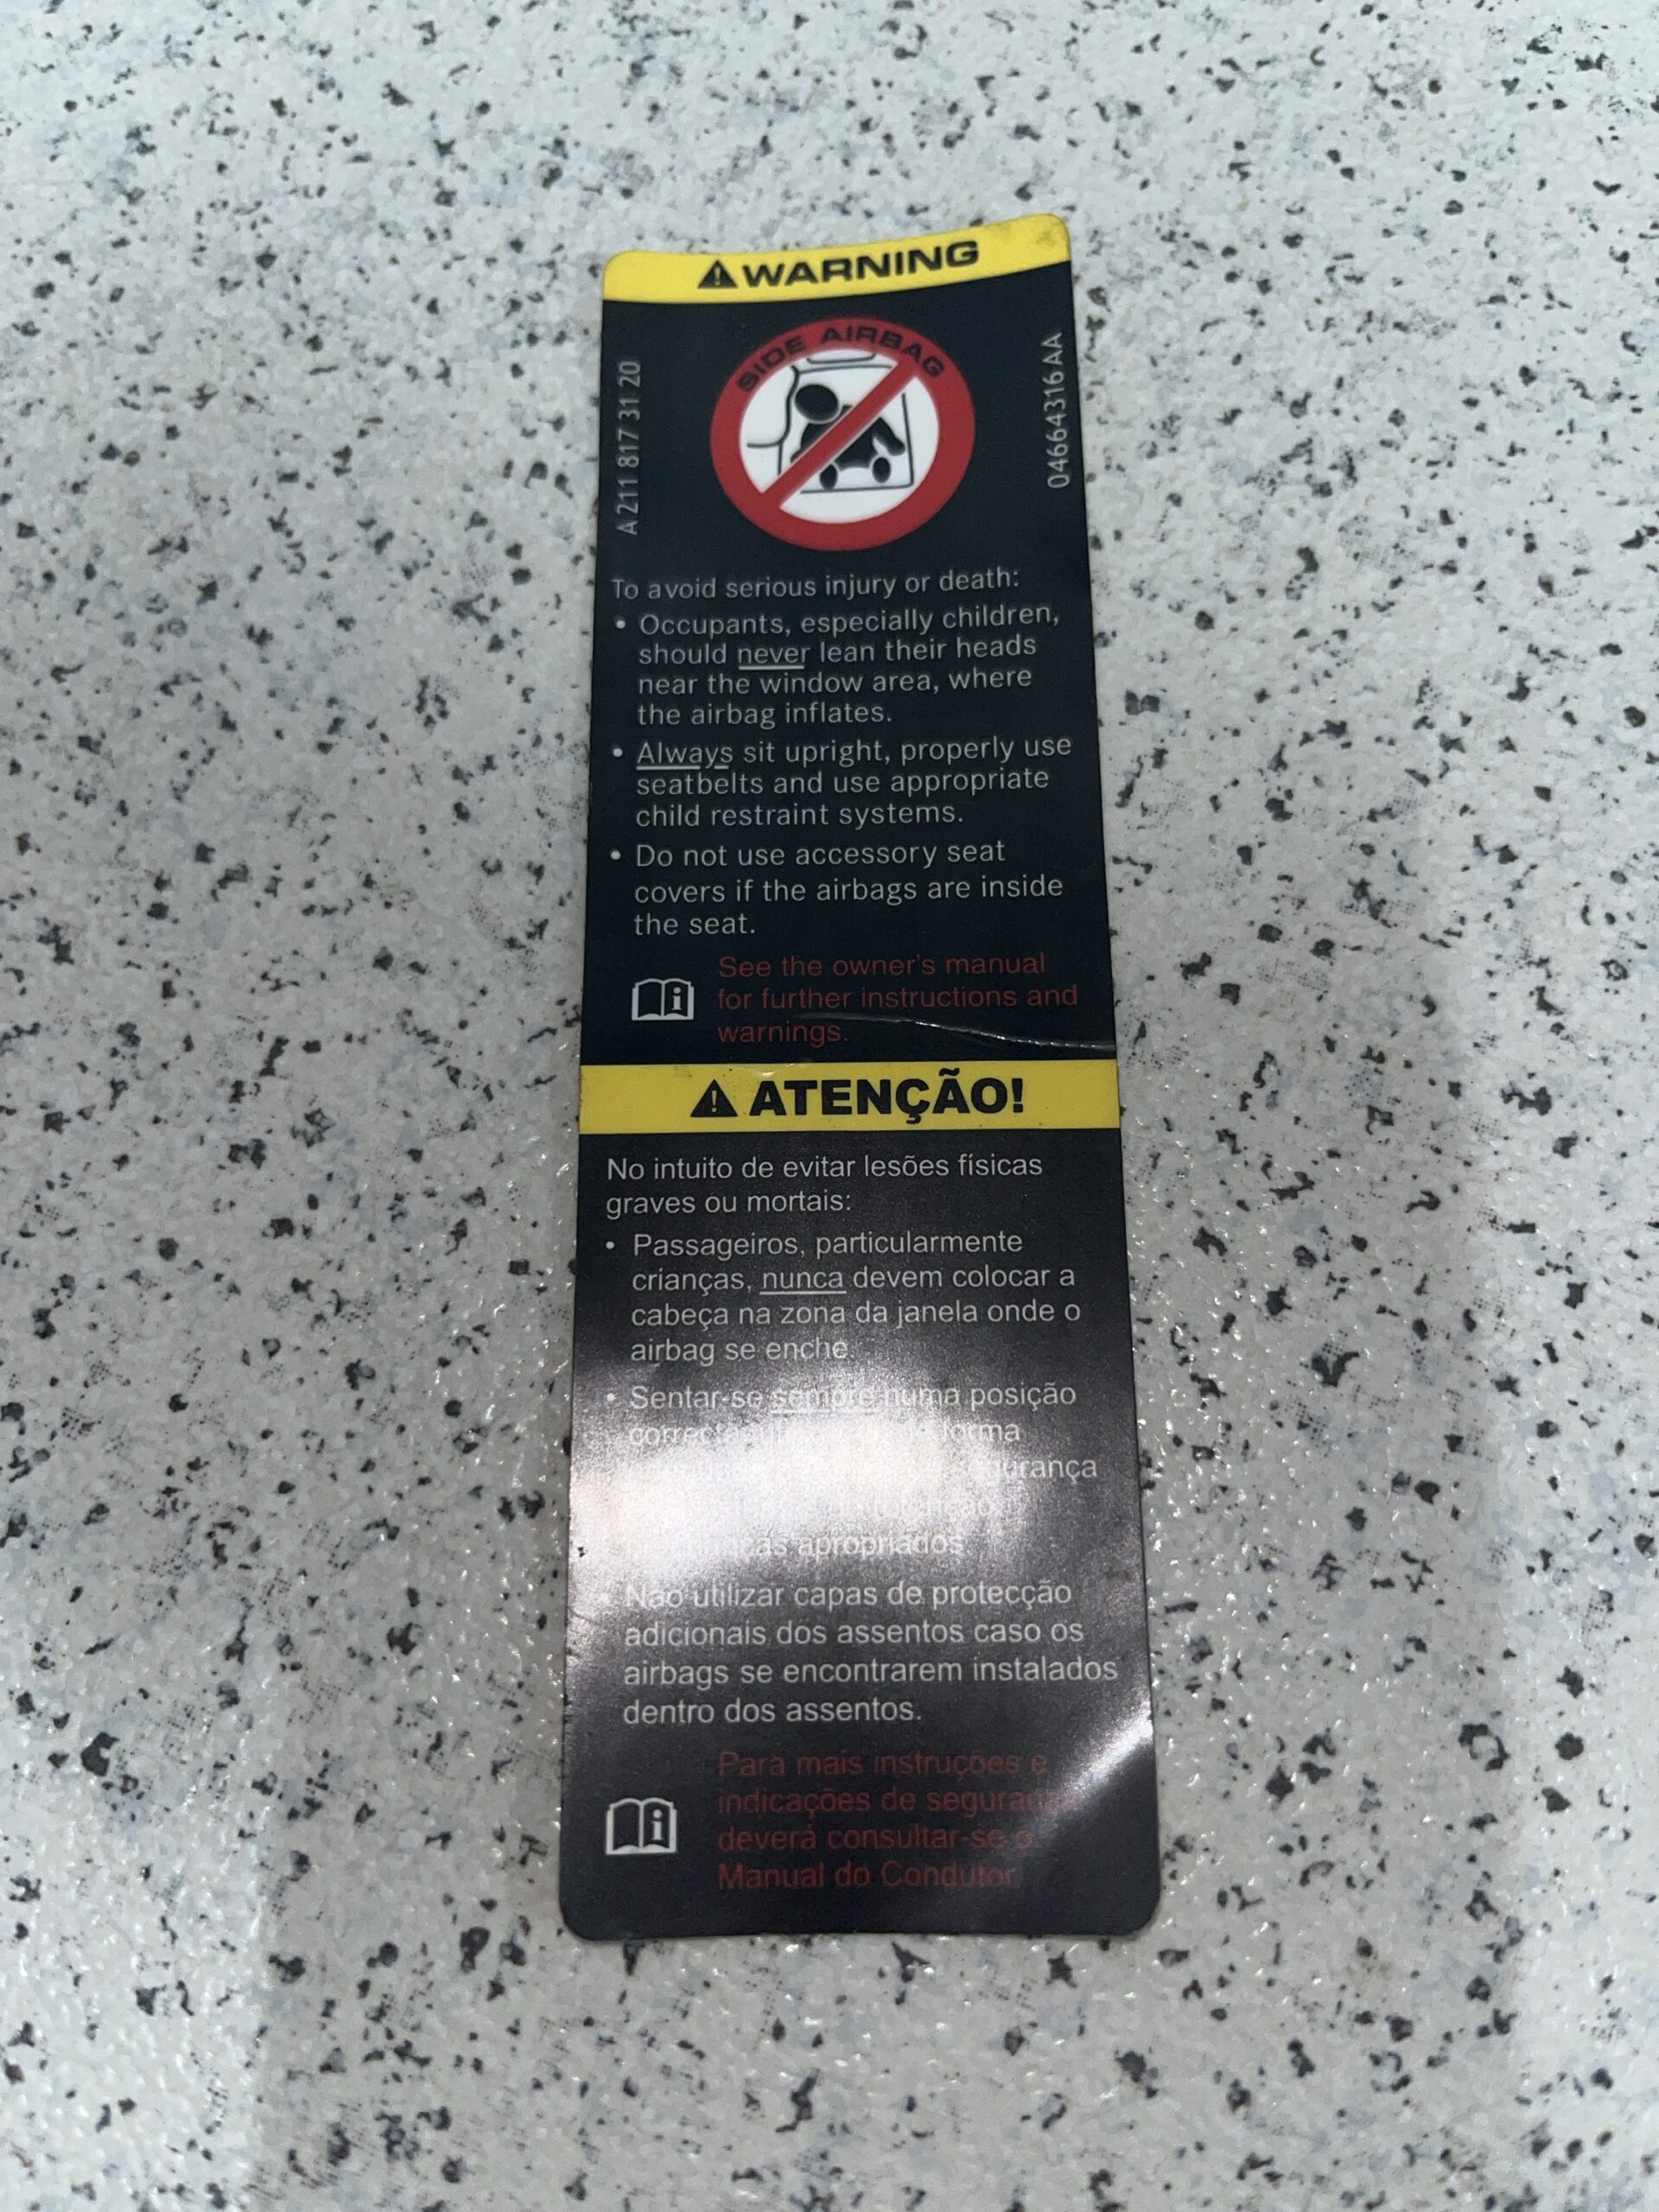 WARNING
SIDE AIRBAG
A 211 817 31 20
04664316AA
To avoid serious injury or death:
• Occupants, especially children,
should never lean their heads
near the window area, where
the airbag inflates.
• Always sit upright, properly use
seatbelts and use appropriate
child restraint systems.
• Do not use accessory seat
covers if the airbags are inside
the seat.
See the owner's manual
for further instructions and
warnings.
ATENÇÃO!
No intuito de evitar lesões físicas
graves ou mortais:
• Passageiros, particularmente
crianças, nunca devem colocar a
cabeça na zona da janela onde o
airbag se enche.
• Sentar-se sempre numa posição
forma
segurança
apropriados
Não utilizar capas de protecção
adicionais dos assentos caso os
airbags se encontrarem instalados
dentro dos assentos.
Para mais instruções e
indicações de segurança
deverá consultar-se o
Manual do Condutor